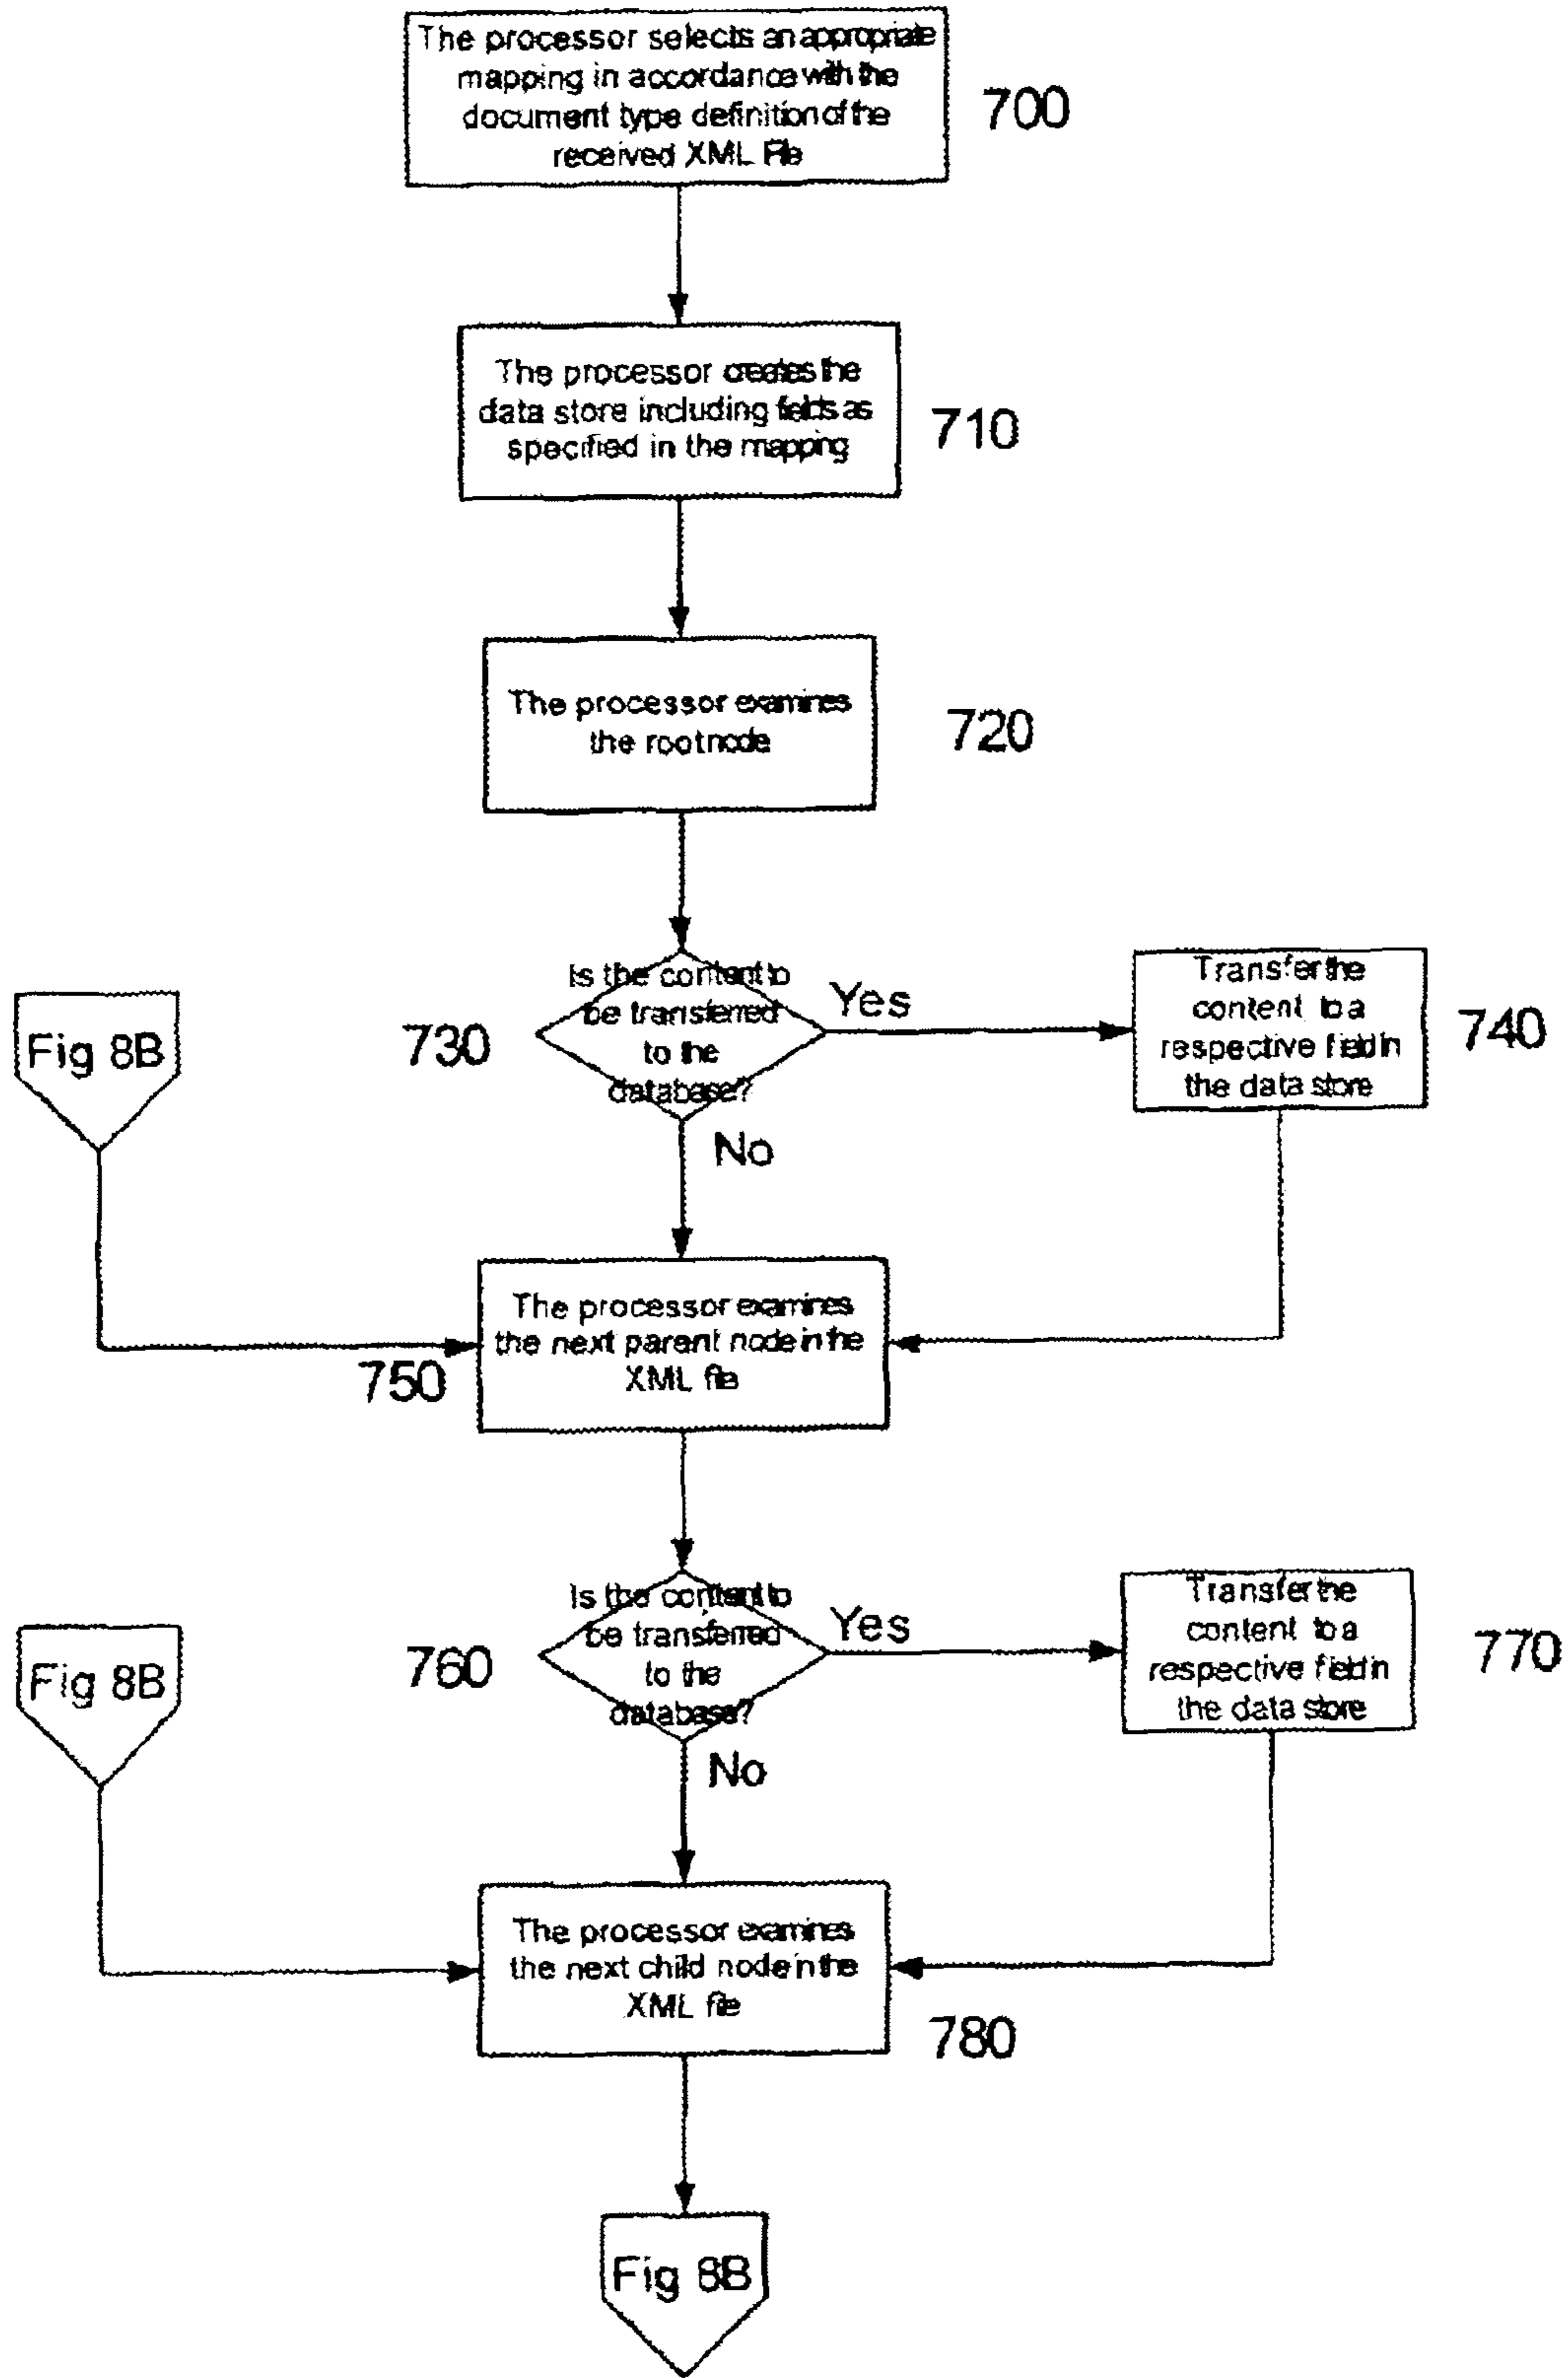 The processor selects an appropriate
mapping in accordance with the
document type definition of the
received XML File
700
The processor creates the
data store including fields as
specified in the mapping
710
The processor examines
the root node
720
Is the content to
be transferred
to the
database?
730
Yes
Transfer the
content to a
respective field in
the data store
740
Fig 8B
No
The processor examines
the next parent node in the
XML file
750
Is the content to
be transferred
to the
database?
760
Yes
Transfer the
content to a
respective field in
the data store
770
Fig 8B
No
The processor examines
the next child node in the
XML file
780
Fig 8B